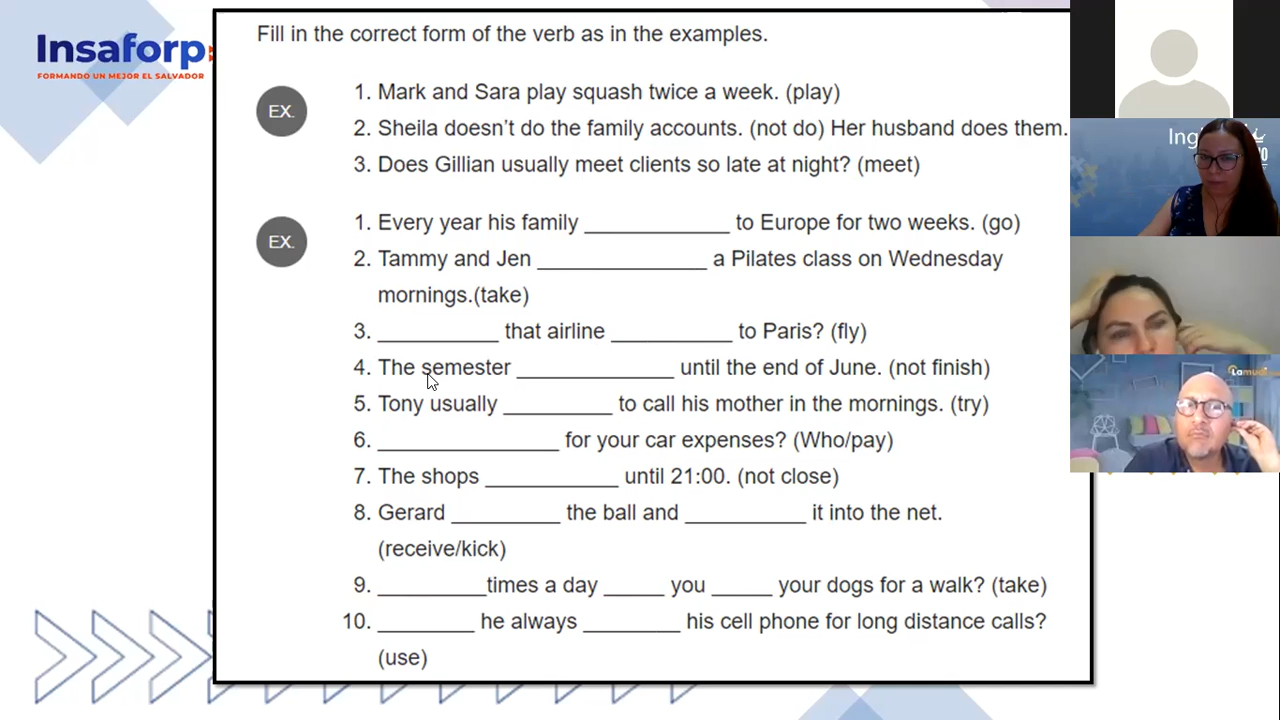 Insaforp
FORMANDO UN MEJOR EL SALVADOR
Fill in the correct form of the verb as in the examples.
EX.
1. Mark and Sara play squash twice a week. (play)
2. Sheila doesn’t do the family accounts. (not do) Her husband does them.
3. Does Gillian usually meet clients so late at night? (meet)
EX.
1. Every year his family _____________ to Europe for two weeks. (go)
2. Tammy and Jen _______________ a Pilates class on Wednesday
mornings.(take)
3. ___________ that airline ___________ to Paris? (fly)
4. The semester ______________ until the end of June. (not finish)
5. Tony usually __________ to call his mother in the mornings. (try)
6. ________________ for your car expenses? (Who/pay)
7. The shops ____________ until 21:00. (not close)
8. Gerard __________ the ball and ___________ it into the net.
(receive/kick)
9. __________times a day _____ you _____ your dogs for a walk? (take)
10. _________ he always _________ his cell phone for long distance calls?
(use)